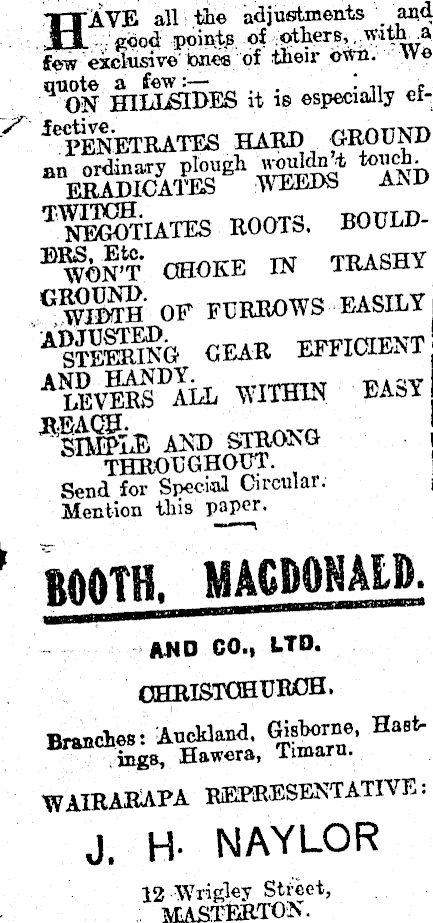 HAVE all the adjustments and
good points of others, with a
few exclusive ones of their own. We
quote a few:—
ON HILLSIDES it is especially ef-
fective.
PENETRATES HARD GROUND
an ordinary plough wouldn't touch.
ERADICATES WEEDS AND
TWITCH.
NEGOTIATES ROOTS, BOULD-
ERS, Etc.
WON'T CHOKE IN TRASHY
GROUND.
WIDTH OF FURROWS EASILY
ADJUSTED.
STEERING GEAR EFFICIENT
AND HANDY.
LEVERS ALL WITHIN EASY
REACH.
SIMPLE AND STRONG
THROUGHOUT.
Send for Special Circular.
Mention this paper.
BOOTH, MACDONALD.
AND CO., LTD.
CHRISTCHURCH.
Branches: Auckland, Gisborne, Hast-
ings, Hawera, Timaru.
WAIRARAPA REPRESENTATIVE:
J. H. NAYLOR
12 Wrigley Street,
MASTERTON.